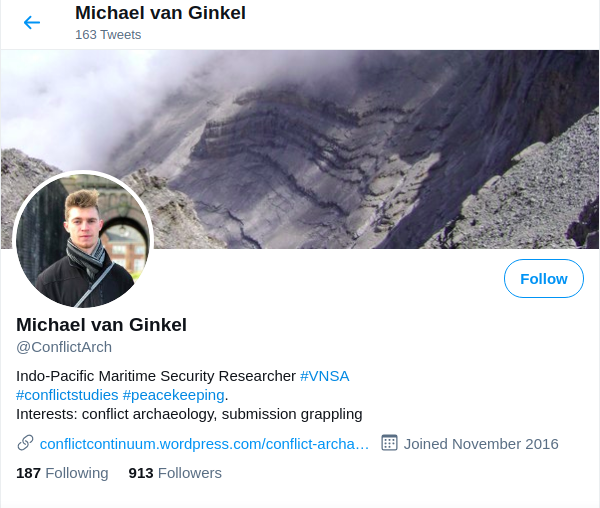 Michael van Ginkel
163 Tweets
Follow
Michael van Ginkel
@ConflictArch
Indo-Pacific Maritime Security Researcher #VNSA
#conflictstudies #peacekeeping.
Interests: conflict archaeology, submission grappling
conflictcontinuum.wordpress.com/conflict-archa… Joined November 2016
187 Following 913 Followers